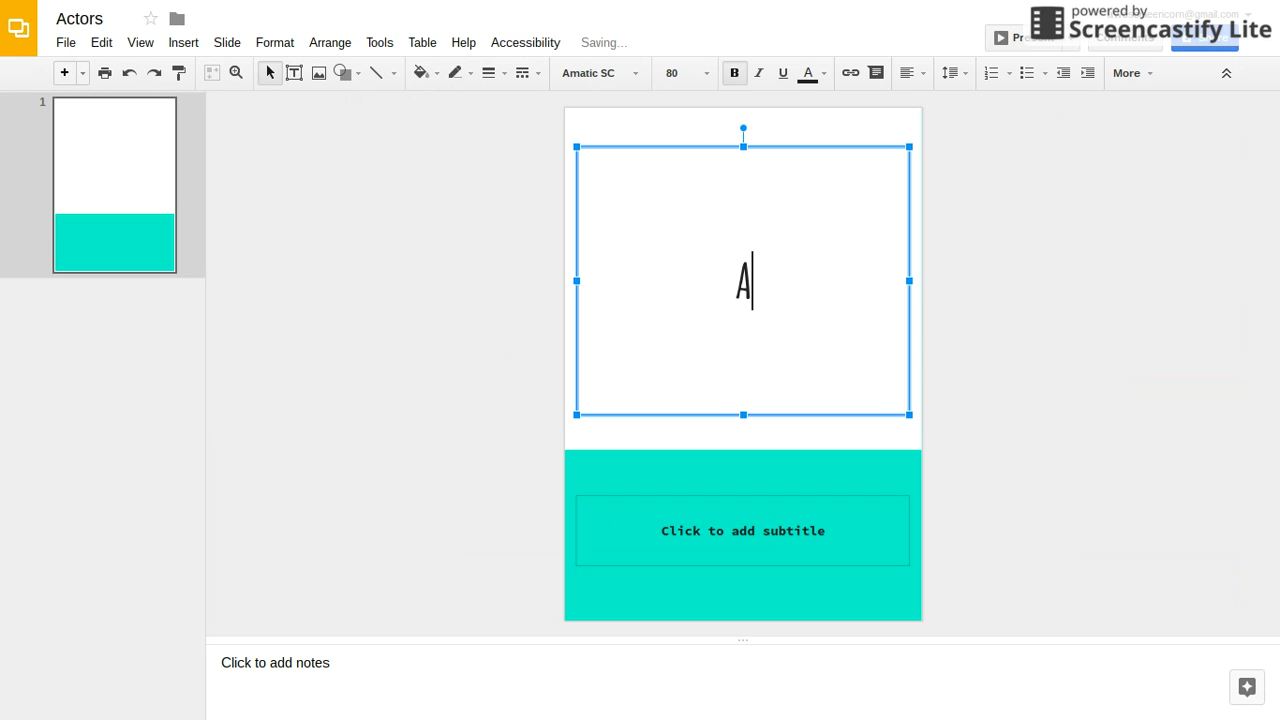 powered by
Screencastify Lite
Actors
File Edit View Insert Slide Format Arrange Tools Table Help Accessibility Saving...
Comments
Amatic SC 80 B I U A More
1
A
Click to add subtitle
Click to add notes